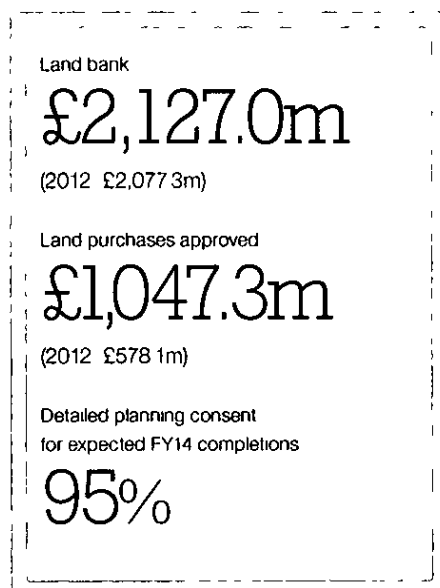 Land bank
£2,127.0m
(2012 £2,077 3m)
Land purchases approved
£1,047.3m
(2012 £578 1m)
Detailed planning consent
for expected FY14 completions
95%